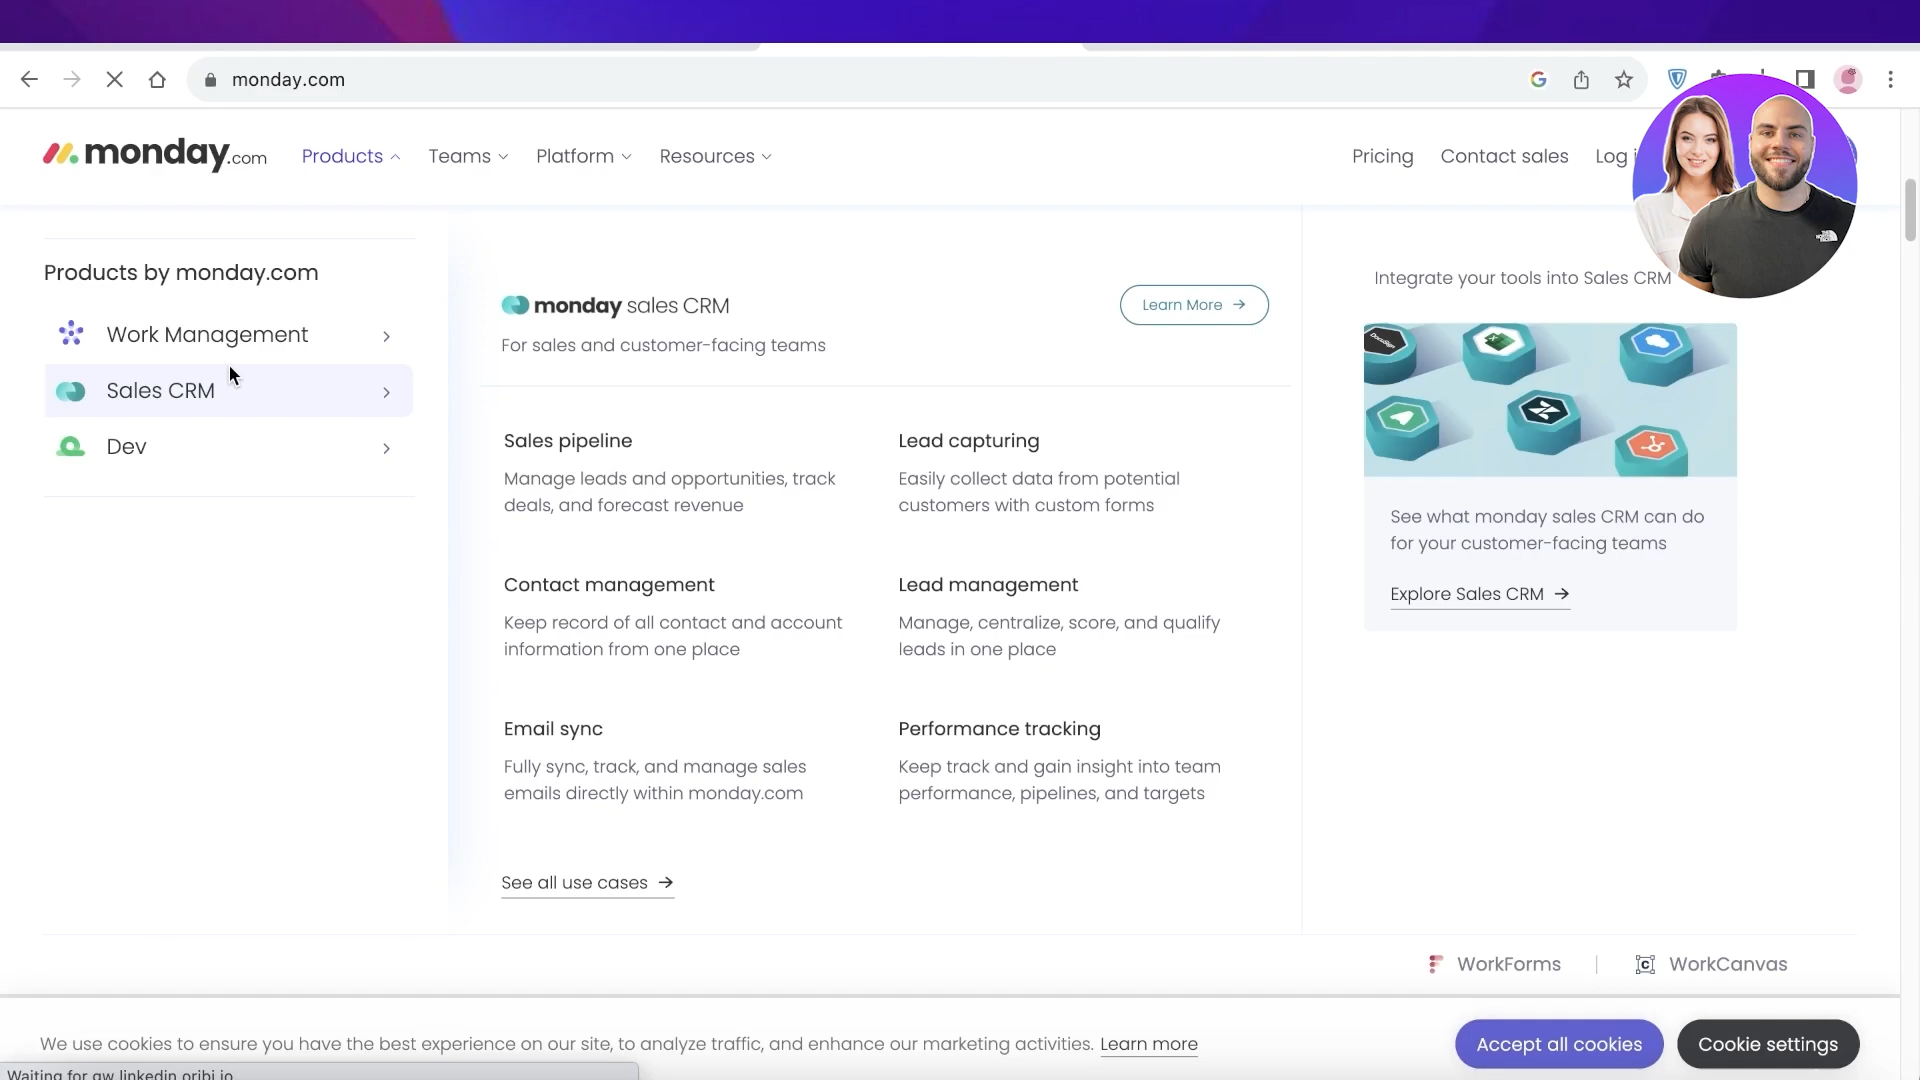 monday.com
monday.com
Products
Teams
Platform
Resources
Pricing
Contact sales
Log
Products by monday.com
Work Management
Sales CRM
Dev
monday sales CRM
Learn More →
For sales and customer-facing teams
Sales pipeline
Manage leads and opportunities, track
deals, and forecast revenue
Lead capturing
Easily collect data from potential
customers with custom forms
Contact management
Keep record of all contact and account
information from one place
Lead management
Manage, centralize, score, and qualify
leads in one place
Email sync
Fully sync, track, and manage sales
emails directly within monday.com
Performance tracking
Keep track and gain insight into team
performance, pipelines, and targets
See all use cases →
Integrate your tools into Sales CRM
DocuSign
See what monday sales CRM can do
for your customer-facing teams
Explore Sales CRM →
WorkForms
WorkCanvas
We use cookies to ensure you have the best experience on our site, to analyze traffic, and enhance our marketing activities. Learn more
Accept all cookies
Cookie settings
Waiting for gw.linkedin.oribi.io...